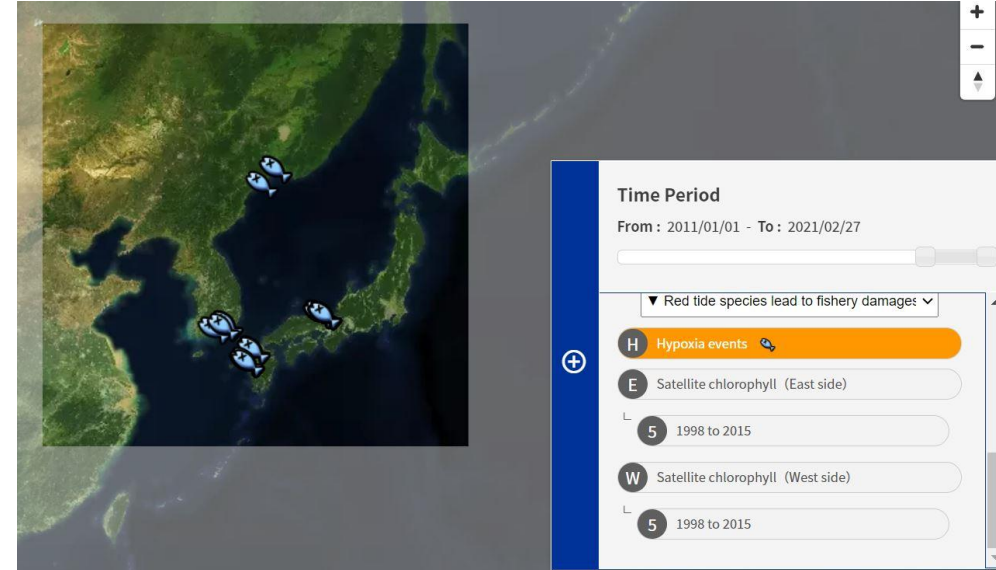 Time Period
From : 2011/01/01 - To : 2021/02/27
▼ Red tide species lead to fishery damages
H Hypoxia events
E Satellite chlorophyll (East side)
5 1998 to 2015
W Satellite chlorophyll (West side)
5 1998 to 2015